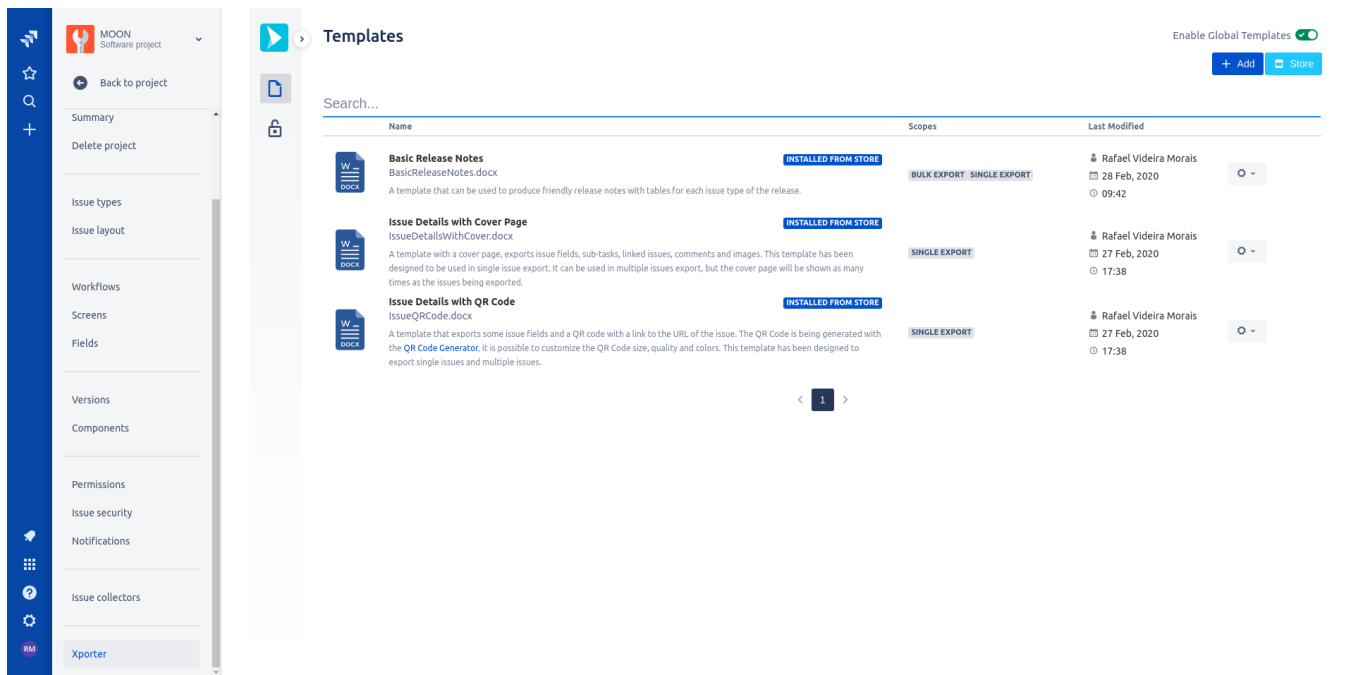 MOON
Software project
Back to project
Summary
Delete project
Issue types
Issue layout
Workflows
Screens
Fields
Versions
Components
Permissions
Issue security
Notifications
Issue collectors
Xporter
RM
Templates
Enable Global Templates
+ Add
Store
Search...
Name Scopes Last Modified
Basic Release Notes INSTALLED FROM STORE
BasicReleaseNotes.docx
A template that can be used to produce friendly release notes with tables for each issue type of the release.
W
DOCX
BULK EXPORT SINGLE EXPORT
Rafael Videira Morais
28 Feb, 2020
09:42
Issue Details with Cover Page INSTALLED FROM STORE
IssueDetailsWithCover.docx
A template with a cover page, exports issue fields, sub-tasks, linked issues, comments and images. This template has been
designed to be used in single issue export. It can be used in multiple issues export, but the cover page will be shown as many
times as the issues being exported.
W
DOCX
SINGLE EXPORT
Rafael Videira Morais
27 Feb, 2020
17:38
Issue Details with QR Code INSTALLED FROM STORE
IssueQRCode.docx
A template that exports some issue fields and a QR code with a link to the URL of the issue. The QR Code is being generated with
the QR Code Generator, it is possible to customize the QR Code size, quality and colors. This template has been designed to
export single issues and multiple issues.
W
DOCX
SINGLE EXPORT
Rafael Videira Morais
27 Feb, 2020
17:38
1